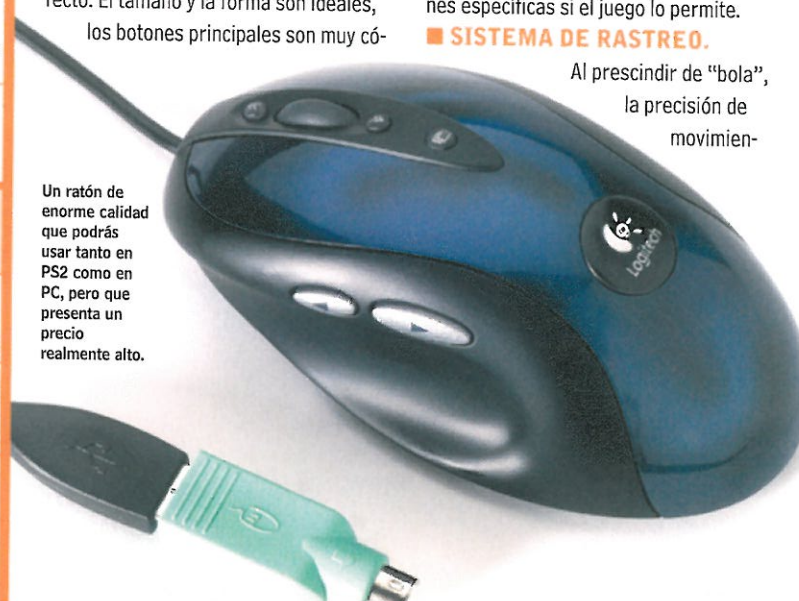 recto. El tamaño y la forma son ideales,
los botones principales son muy có-
nes específicas si el juego lo permite.
■ SISTEMA DE RASTREO.
Al prescindir de "bola",
la precisión de
movimien-
Un ratón de
enorme calidad
que podrás
usar tanto en
PS2 como en
PC, pero que
presenta un
precio
realmente alto.
Logitech